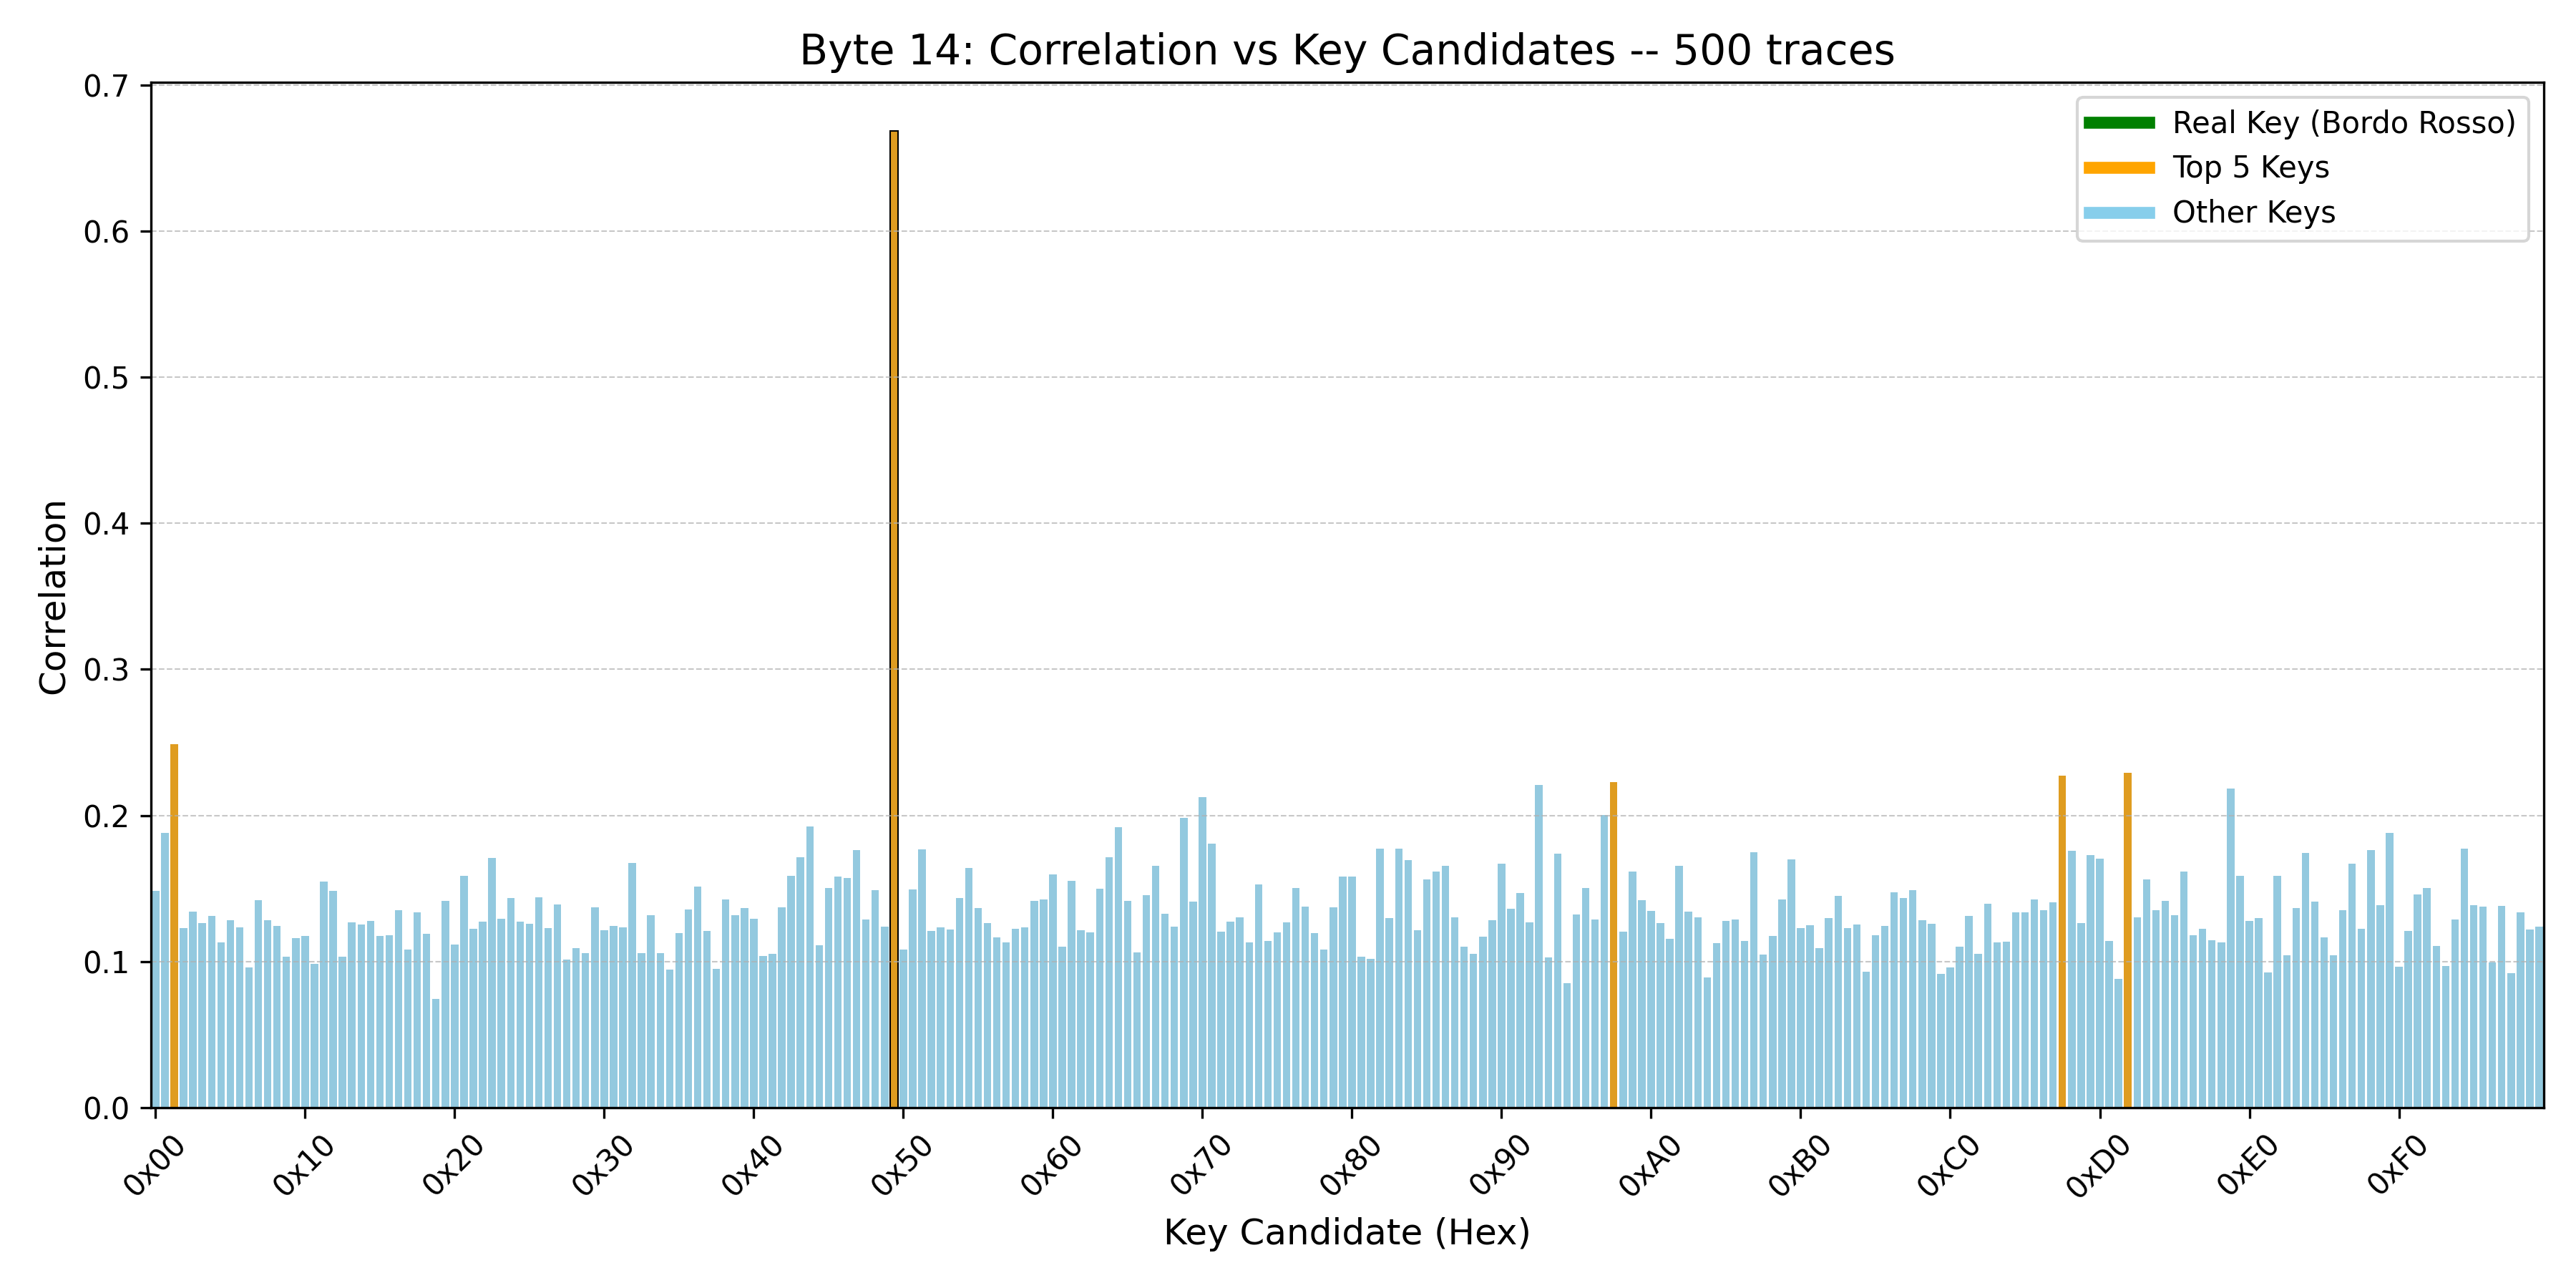 Byte 14: Correlation vs Key Candidates -- 500 traces
Real Key (Bordo Rosso)
Top 5 Keys
Other Keys
Correlation
0.7
0.6
0.5
0.4
0.3
0.2
0.1
0.0
0x00
0x10
0x20
0x30
0x40
0x50
0x60
0x70
0x80
0x90
0xA0
0xB0
0xC0
0xD0
0xE0
0xF0
Key Candidate (Hex)